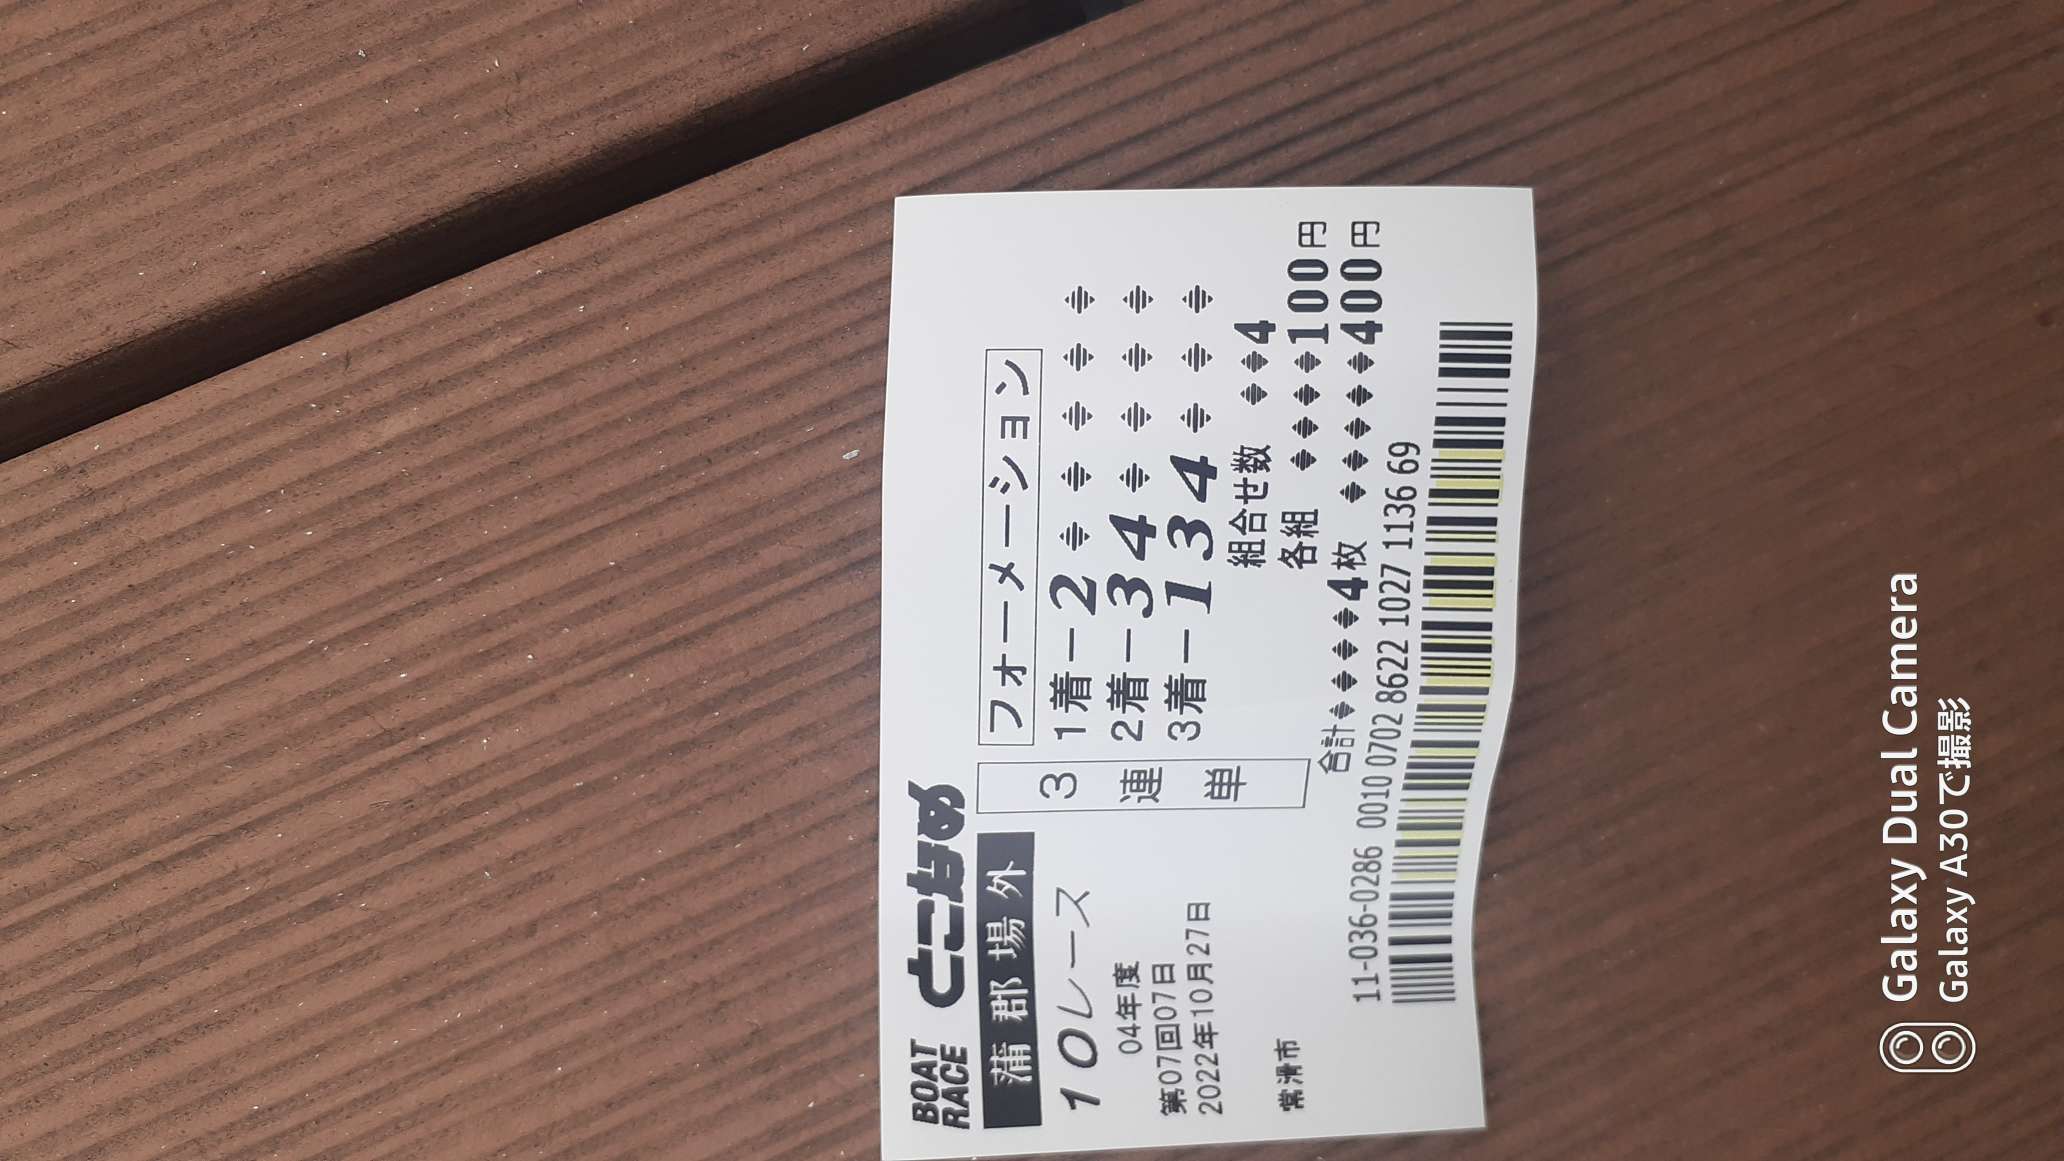 BOAT RACE とこなめ
蒲郡場外
10レース
04年度
第07回07日
2022年10月27日
常滑市
3連単
フォーメーション
1着ー2
2着ー34
3着ー134
組合せ数 4
各組 100円
合計 4枚 400円
11-036-0286 0010 0702 8622 1027 1136 69
Galaxy Dual Camera
Galaxy A30で撮影